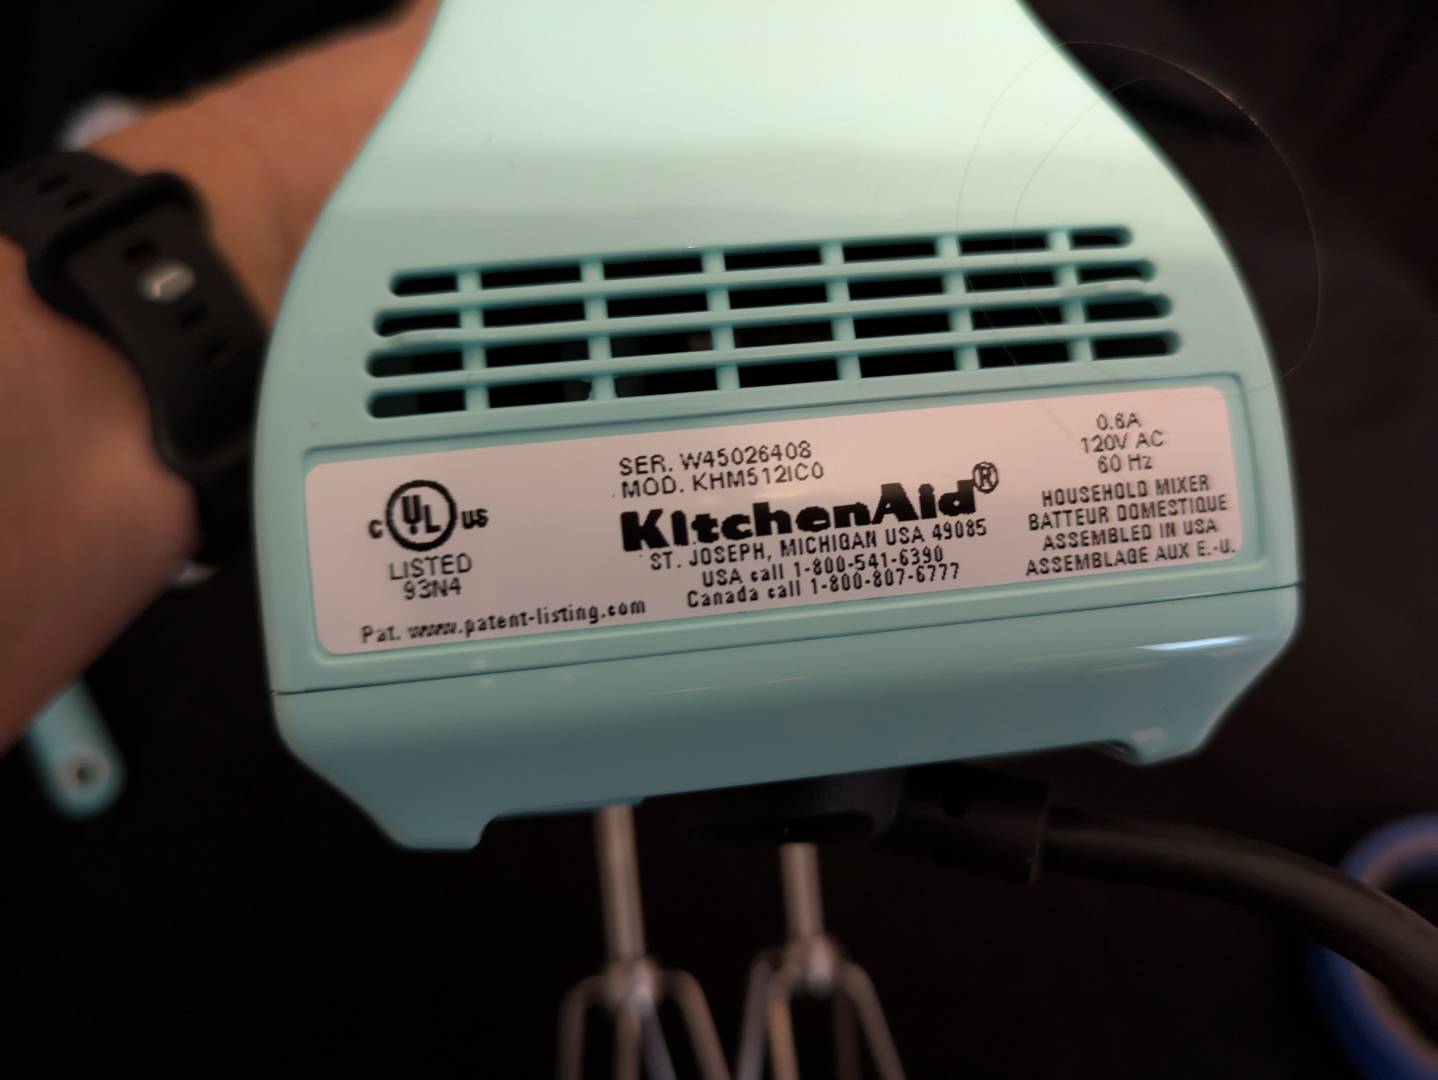 SER. W45026408
MOD. KHM512IC0
KitchenAid®
ST. JOSEPH, MICHIGAN USA 49085
USA call 1-800-541-6390
Canada call 1-800-807-6777
C UL US
LISTED
93N4
Pat. www.patent-listing.com
0.6A
120V AC
60 Hz
HOUSEHOLD MIXER
BATTEUR DOMESTIQUE
ASSEMBLED IN USA
ASSEMBLAGE AUX E.-U.